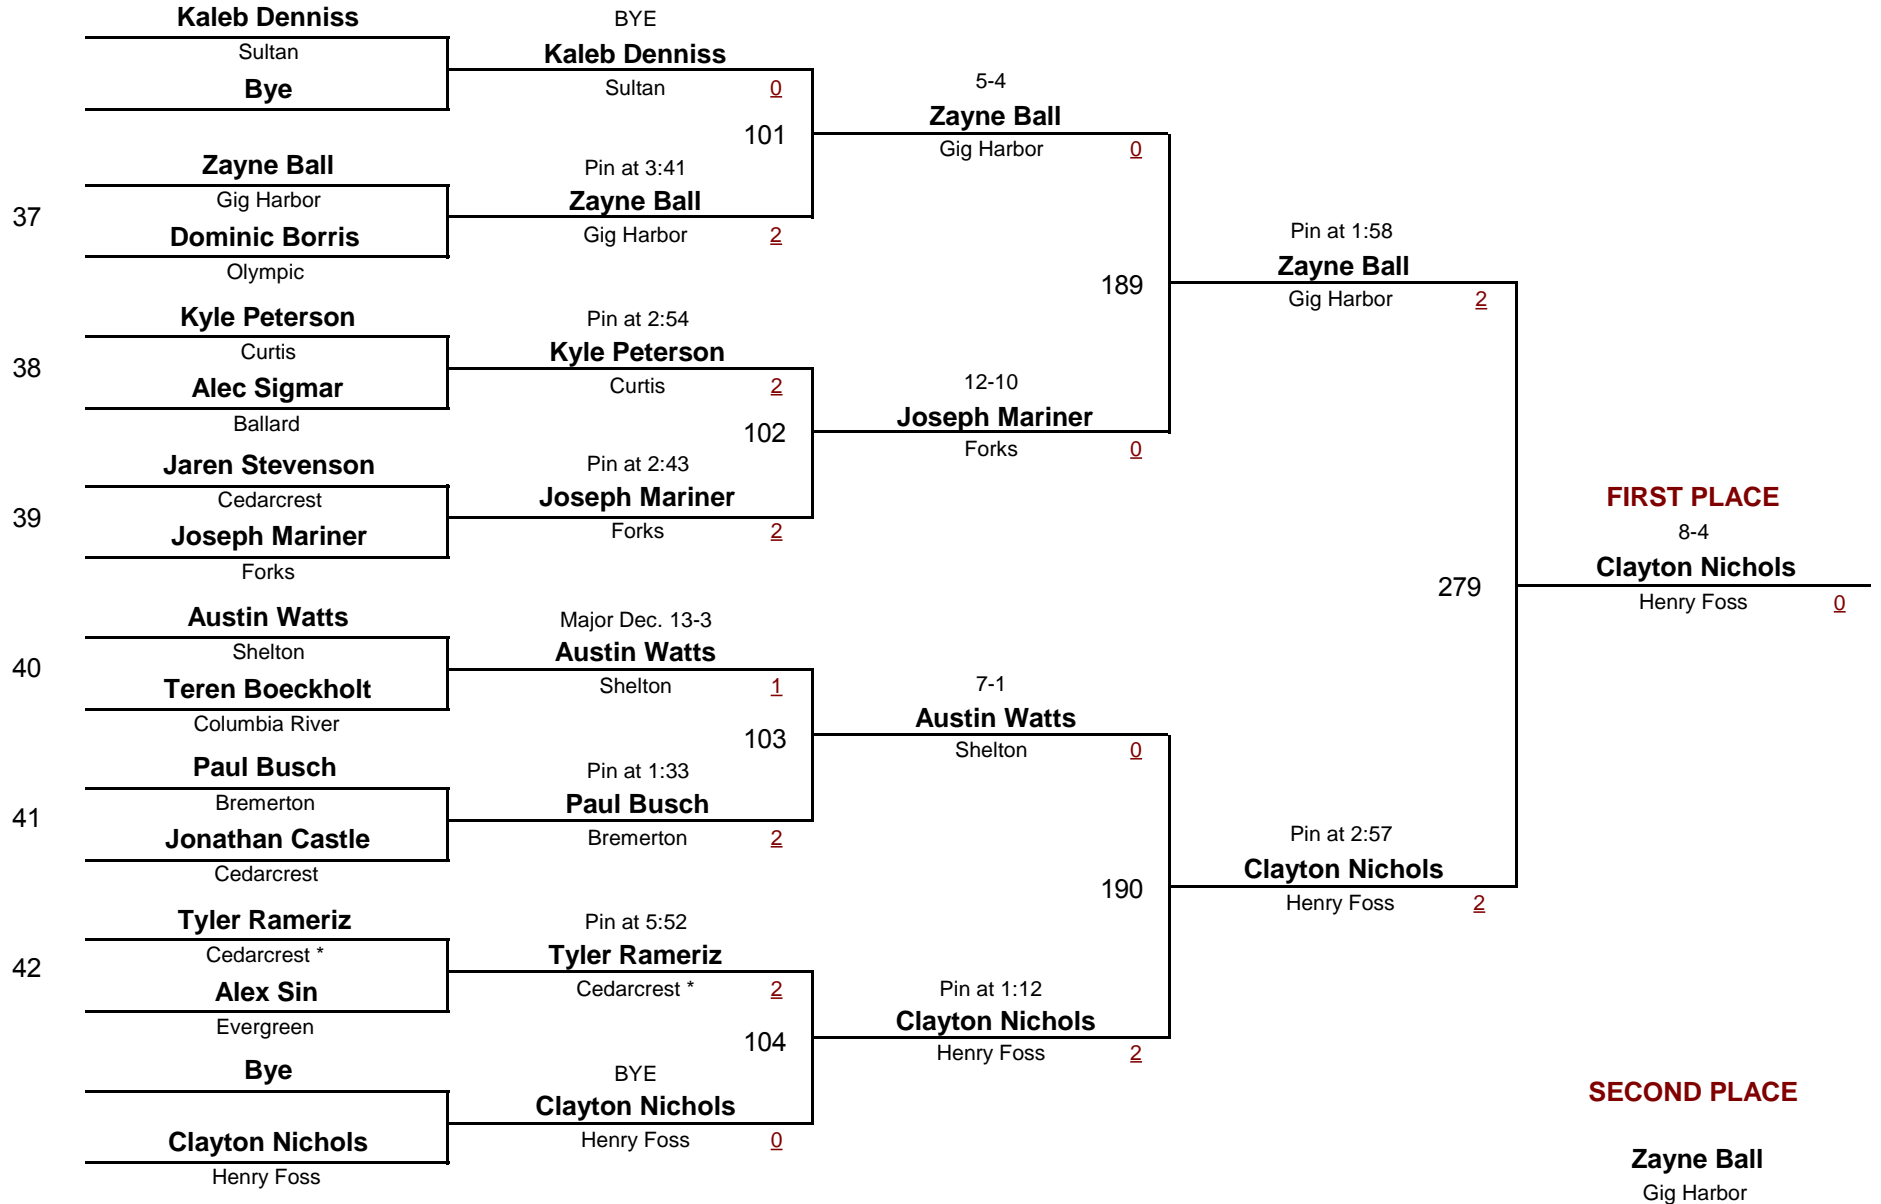 Kaleb Denniss
Sultan
Bye
37
Zayne Ball
Gig Harbor
Dominic Borris
Olympic
38
Kyle Peterson
Curtis
Alec Sigmar
Ballard
39
Jaren Stevenson
Cedarcrest
Joseph Mariner
Forks
40
Austin Watts
Shelton
Teren Boeckholt
Columbia River
41
Paul Busch
Bremerton
Jonathan Castle
Cedarcrest
42
Tyler Rameriz
Cedarcrest *
Alex Sin
Evergreen
Bye
Clayton Nichols
Henry Foss
BYE
Kaleb Denniss
Sultan 0
101
Pin at 3:41
Zayne Ball
Gig Harbor 2
Pin at 2:54
Kyle Peterson
Curtis 2
102
Pin at 2:43
Joseph Mariner
Forks 2
Major Dec. 13-3
Austin Watts
Shelton 1
103
Pin at 1:33
Paul Busch
Bremerton 2
Pin at 5:52
Tyler Rameriz
Cedarcrest * 2
104
BYE
Clayton Nichols
Henry Foss 0
5-4
Zayne Ball
Gig Harbor 0
189
12-10
Joseph Mariner
Forks 0
7-1
Austin Watts
Shelton 0
190
Pin at 1:12
Clayton Nichols
Henry Foss 2
Pin at 1:58
Zayne Ball
Gig Harbor 2
279
Pin at 2:57
Clayton Nichols
Henry Foss 2
FIRST PLACE
8-4
Clayton Nichols
Henry Foss 0
SECOND PLACE
Zayne Ball
Gig Harbor